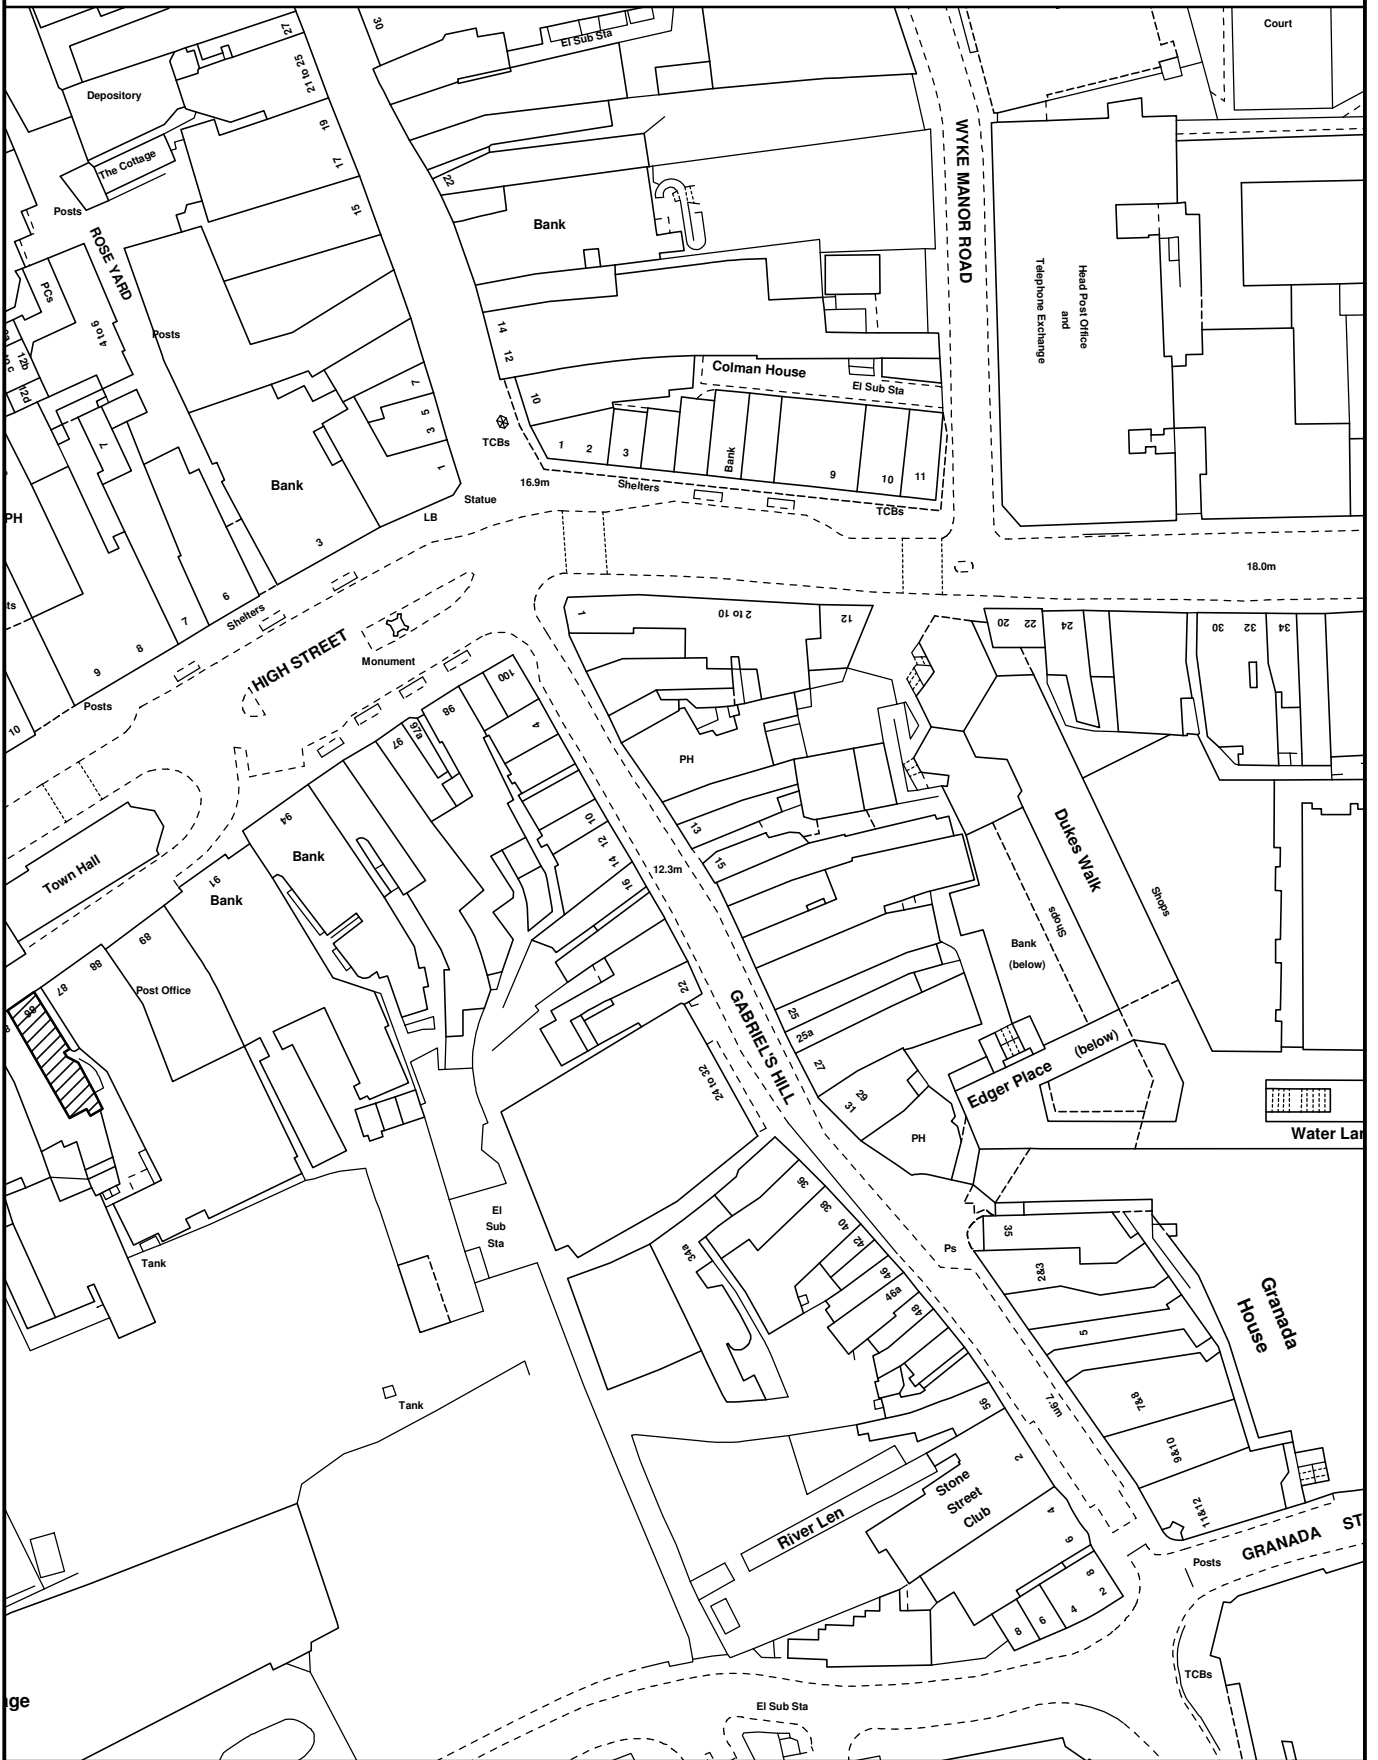 27
21 to 25
Depository
19
17
The Cottage
Posts
15
ROSE YARD
PCs
Posts
4 to 6
12b
12d
7
7
5
3
1
Bank
PH
3
6
7
8
9
10
Shelters
Posts
30
El Sub Sta
22
Bank
14
12
10
Colman House
El Sub Sta
TCBs
1
2
3
Bank
9
10
11
16.9m
Shelters
TCBs
Statue
LB
WYKE MANOR ROAD
Court
Head Post Office
and
Telephone Exchange
18.0m
HIGH STREET
Monument
1
2 to 10
12
20
22
24
30
32
34
100
98
97a
97
4
PH
94
Bank
91
Bank
Town Hall
89
88
87
86
Post Office
10
12
14
16
12.3m
13
15
22
Dukes Walk
Shops
Shops
Bank
(below)
GABRIEL'S HILL
25
25a
27
29
31
24 to 32
Edger Place
(below)
PH
Water Lan
El
Sub
Sta
Tank
36
38
40
42
34a
46
46a
48
Ps
35
2&3
5
Granada
House
7&8
9&10
11&12
7.9m
Tank
56
2
Stone
Street
Club
4
6
River Len
8
2
4
6
8
Posts
GRANADA ST
TCBs
El Sub Sta